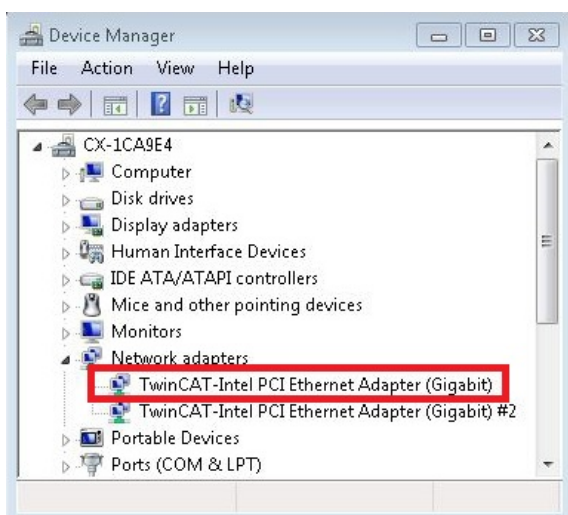 Device Manager
File Action View Help
CX-1CA9E4
Computer
Disk drives
Display adapters
Human Interface Devices
IDE ATA/ATAPI controllers
Mice and other pointing devices
Monitors
Network adapters
TwinCAT-Intel PCI Ethernet Adapter (Gigabit)
TwinCAT-Intel PCI Ethernet Adapter (Gigabit) #2
Portable Devices
Ports (COM & LPT)